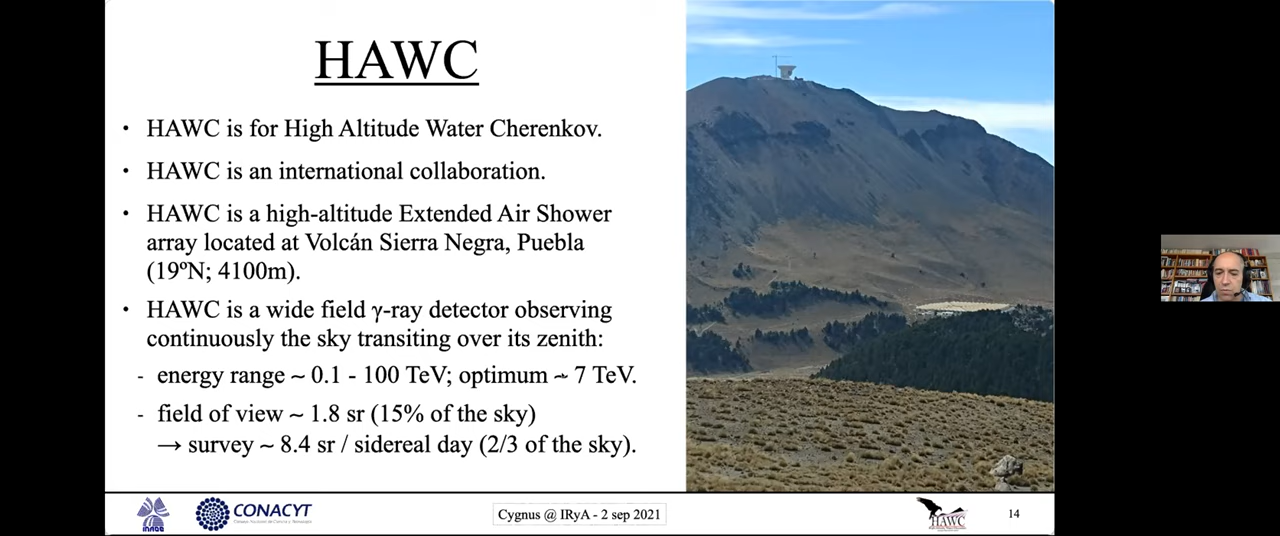 HAWC
• HAWC is for High Altitude Water Cherenkov.
• HAWC is an international collaboration.
• HAWC is a high-altitude Extended Air Shower
array located at Volcán Sierra Negra, Puebla
(19ºN; 4100m).
• HAWC is a wide field γ-ray detector observing
continuously the sky transiting over its zenith:
- energy range ~ 0.1 - 100 TeV; optimum ~ 7 TeV.
- field of view ~ 1.8 sr (15% of the sky)
→ survey ~ 8.4 sr / sidereal day (2/3 of the sky).
CONACYT
Cygnus @ IRyA - 2 sep 2021
HAWC
14